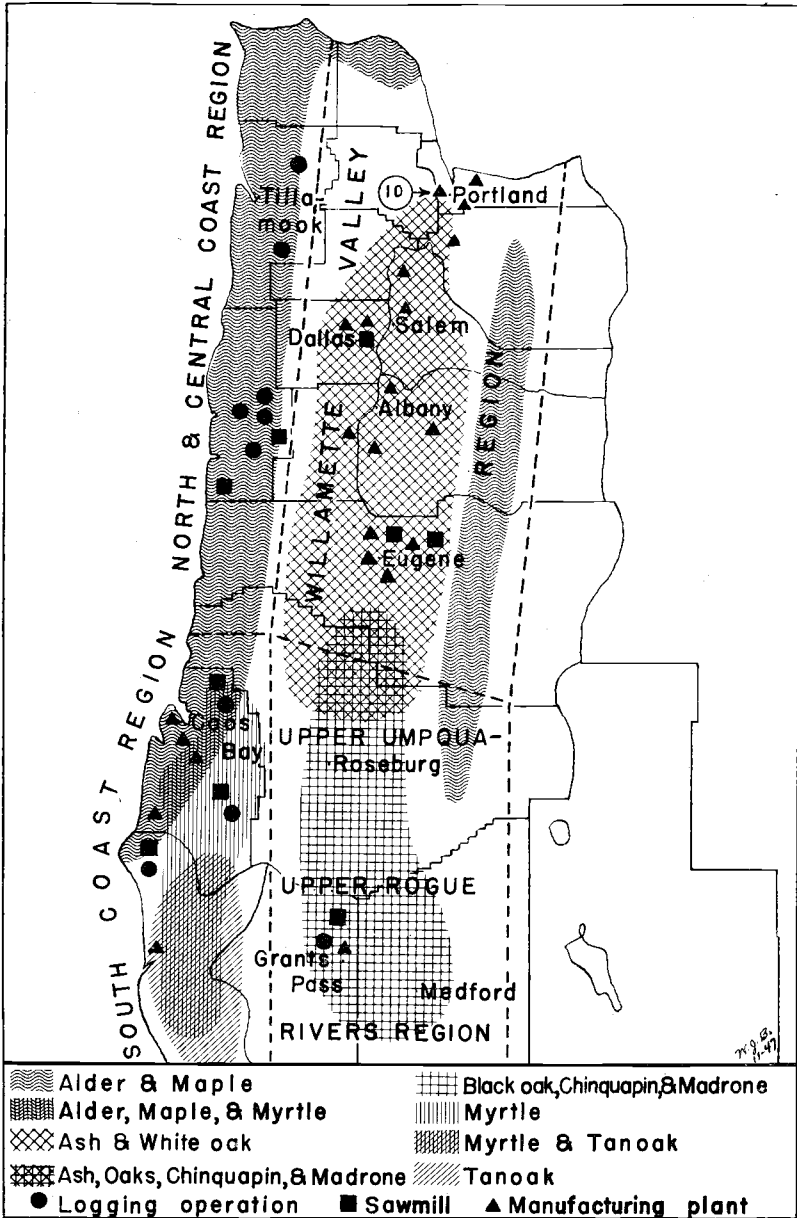 NORTH & CENTRAL COAST REGION
SOUTH COAST REGION
WILLAMETTE VALLEY REGION
Tilla-
mook
10
Portland
Dallas
Salem
Albany
Eugene
Coos
Bay
UPPER UMPQUA-
Roseburg
UPPER ROGUE
Grants
Pass
Medford
RIVERS REGION
W.J.B.
11-47
Alder & Maple
Alder, Maple, & Myrtle
Ash & White oak
Ash, Oaks, Chinquapin, & Madrone
Black oak, Chinquapin, & Madrone
Myrtle
Myrtle & Tanoak
Tanoak
Logging operation
Sawmill
Manufacturing plant